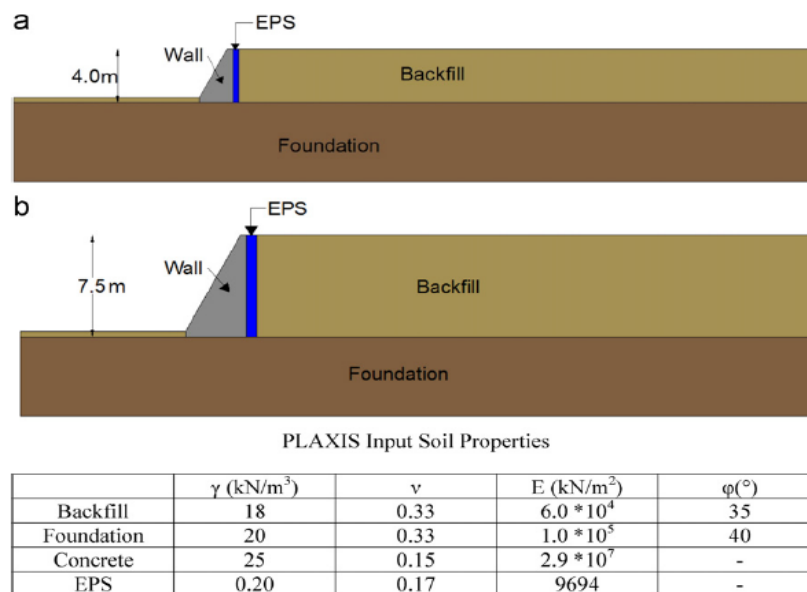 a
EPS
Wall
4.0m
Backfill
Foundation
b
EPS
Wall
7.5m
Backfill
Foundation
PLAXIS Input Soil Properties
γ (kN/m³) ν E (kN/m²) φ(°)
Backfill 18 0.33 6.0 *10⁴ 35
Foundation 20 0.33 1.0 *10⁵ 40
Concrete 25 0.15 2.9 *10⁷ -
EPS 0.20 0.17 9694 -